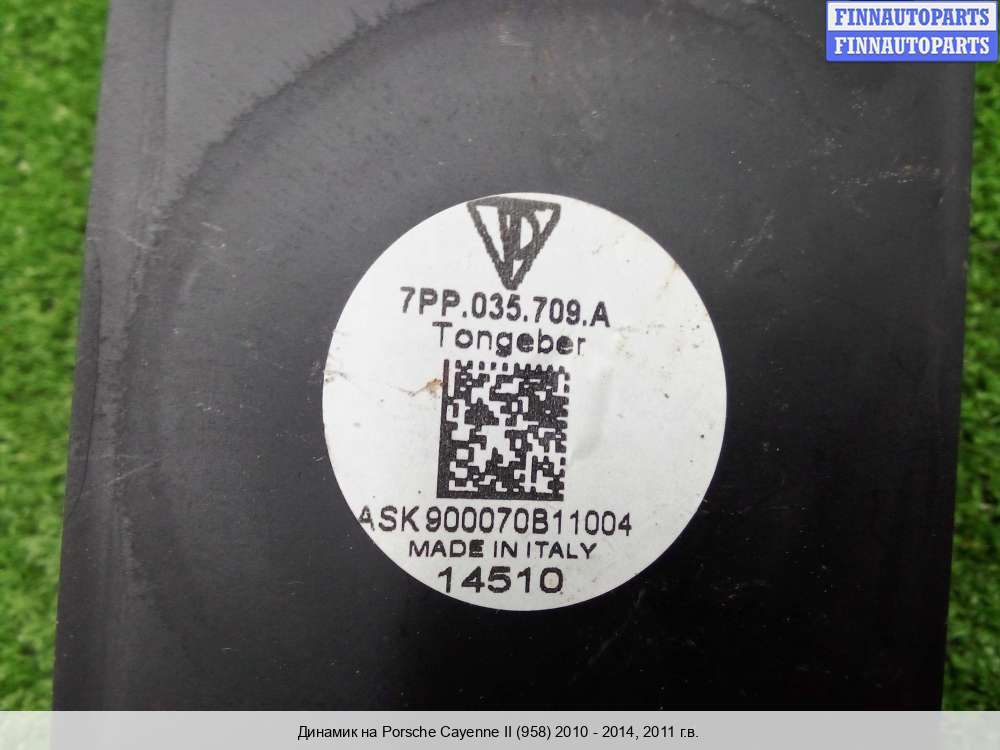 FINNAUTOPARTS
FINNAUTOPARTS
7PP.035.709.A
Tongeber
ASK900070B11004
MADE IN ITALY
14510
Динамик на Porsche Cayenne II (958) 2010 - 2014, 2011 г.в.